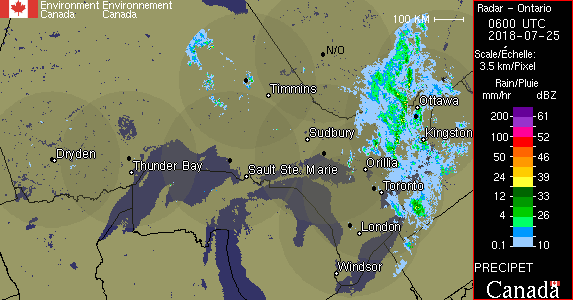 Environment Environnement
Canada Canada
100 KM
N/O
Timmins
Ottawa
Sudbury
Kingston
Dryden
Thunder Bay
Sault Ste. Marie
Orillia
Toronto
London
Windsor
Radar - Ontario
0600 UTC
2018-07-25
Scale/Échelle:
3.5 km/Pixel
Rain/Pluie
mm/hr dBZ
200 61
100 52
50 46
24 39
12 33
4 26
0.1 10
PRECIPET
Canada